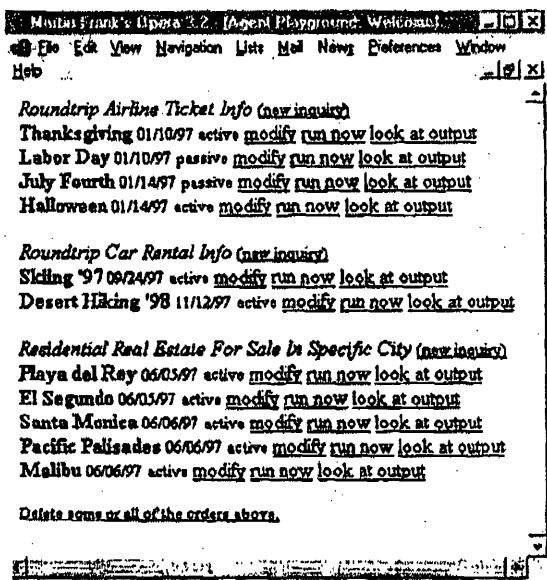 Martin Frank's Opera 3.2 - [Agent Playground: Welcome]
File Edit View Navigation Lists Mail News Preferences Window
Help
Roundtrip Airline Ticket Info (new inquiry)
Thanksgiving 01/10/97 active modify run now look at output
Labor Day 01/10/97 passive modify run now look at output
July Fourth 01/14/97 passive modify run now look at output
Halloween 01/14/97 active modify run now look at output
Roundtrip Car Rental Info (new inquiry)
Skiing '97 09/24/97 active modify run now look at output
Desert Hiking '98 11/12/97 active modify run now look at output
Residential Real Estate For Sale In Specific City (new inquiry)
Playa del Rey 06/05/97 active modify run now look at output
El Segundo 06/05/97 active modify run now look at output
Santa Monica 06/06/97 active modify run now look at output
Pacific Palisades 06/06/97 active modify run now look at output
Malibu 06/06/97 active modify run now look at output
Delete some or all of the orders above.